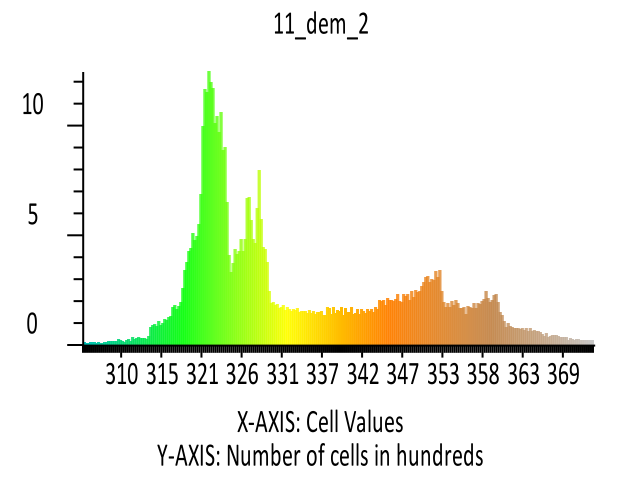 11_dem_2
10
5
0
310 315 321 326 331 337 342 347 353 358 363 369
X-AXIS: Cell Values
Y-AXIS: Number of cells in hundreds